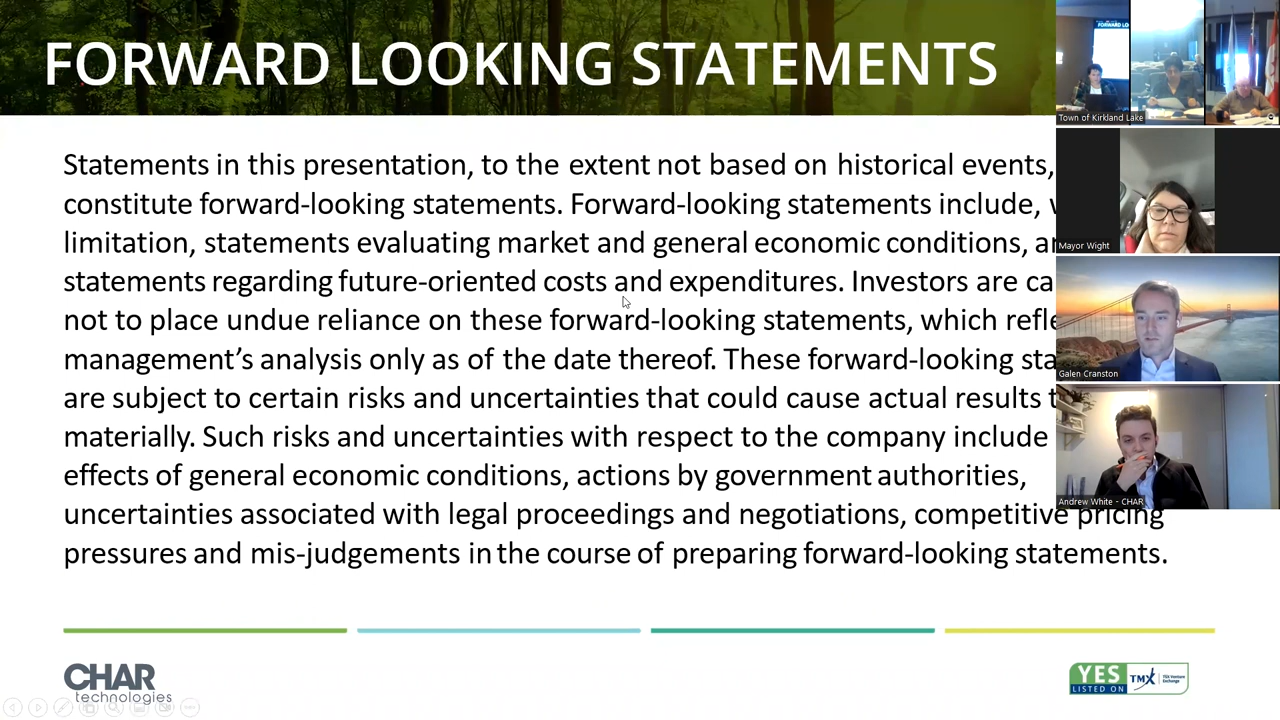 FORWARD LOOKING STATEMENTS
Statements in this presentation, to the extent not based on historical events,
constitute forward-looking statements. Forward-looking statements include,
limitation, statements evaluating market and general economic conditions,
statements regarding future-oriented costs and expenditures. Investors are
not to place undue reliance on these forward-looking statements, which
management’s analysis only as of the date thereof. These forward-looking
are subject to certain risks and uncertainties that could cause actual results
materially. Such risks and uncertainties with respect to the company include
effects of general economic conditions, actions by government authorities,
uncertainties associated with legal proceedings and negotiations, competitive pricing
pressures and mis-judgements in the course of preparing forward-looking statements.
CHAR
technologies
YES
LISTED ON
TMX
TSX Venture
Exchange
FORWARD LO
Town of Kirkland Lake
Mayor Wight
Galen Cranston
Andrew White - CHAR